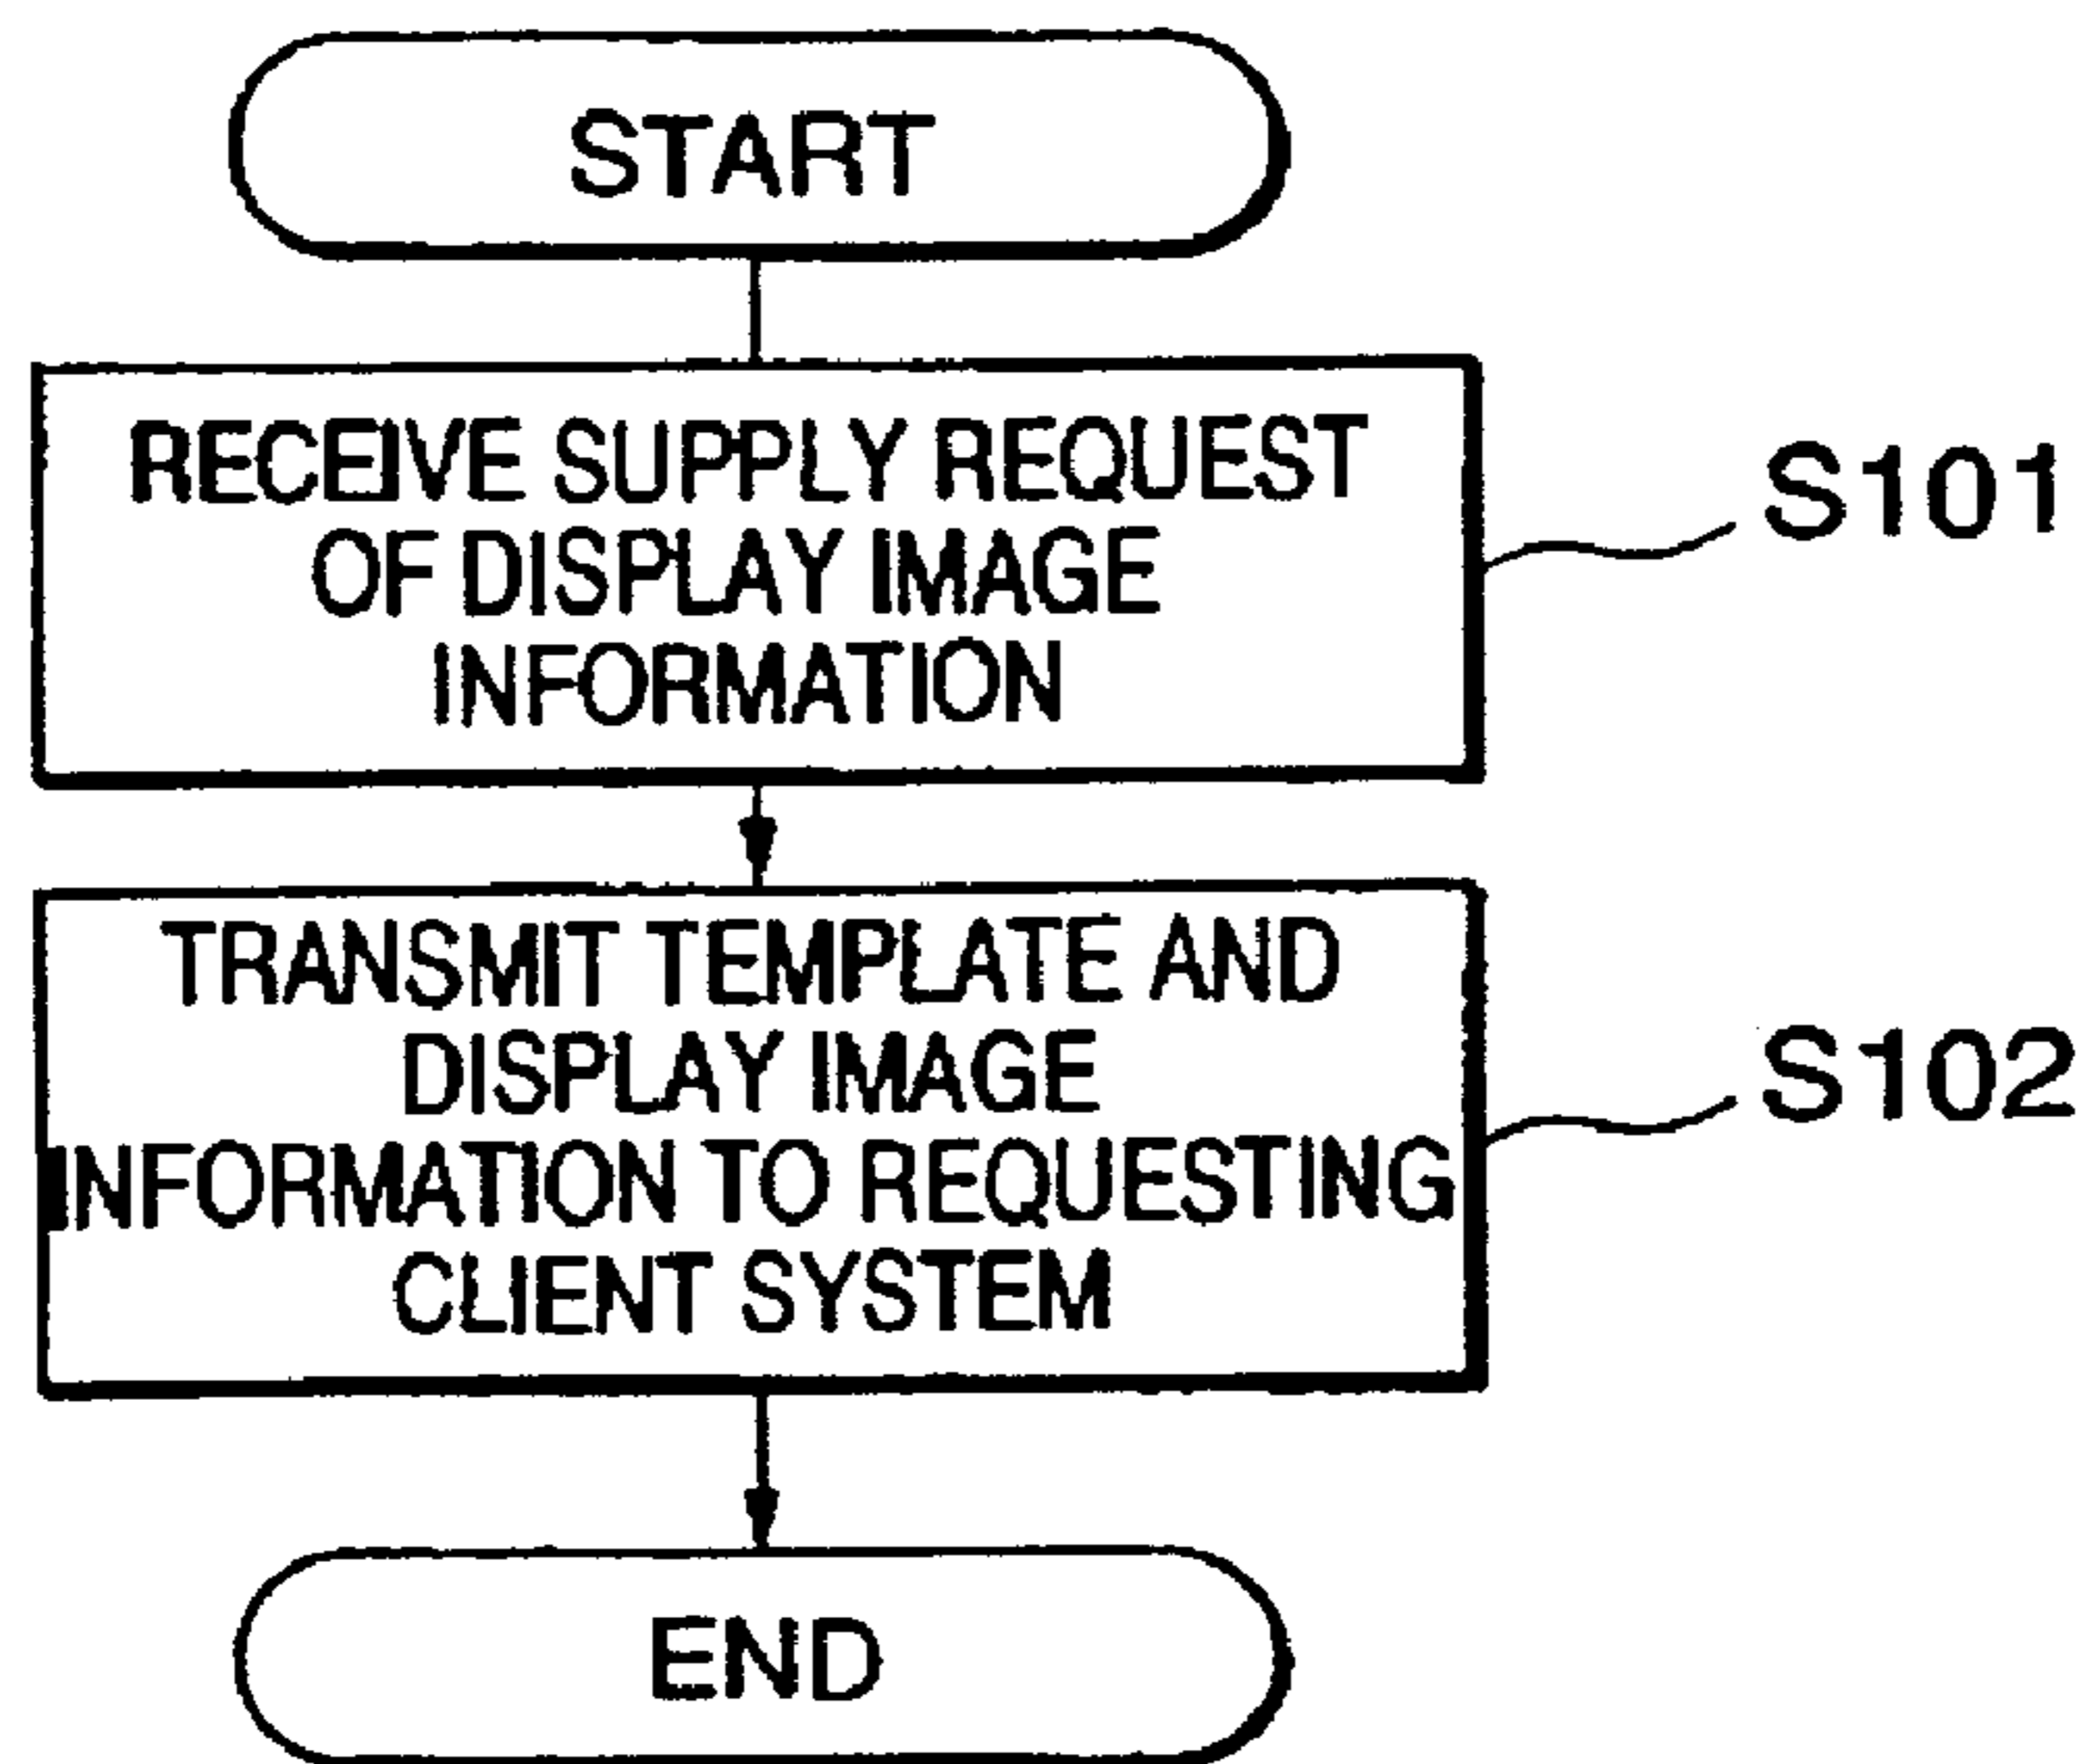 START
RECEIVE SUPPLY REQUEST
OF DISPLAY IMAGE
INFORMATION
S101
TRANSMIT TEMPLATE AND
DISPLAY IMAGE
INFORMATION TO REQUESTING
CLIENT SYSTEM
S102
END